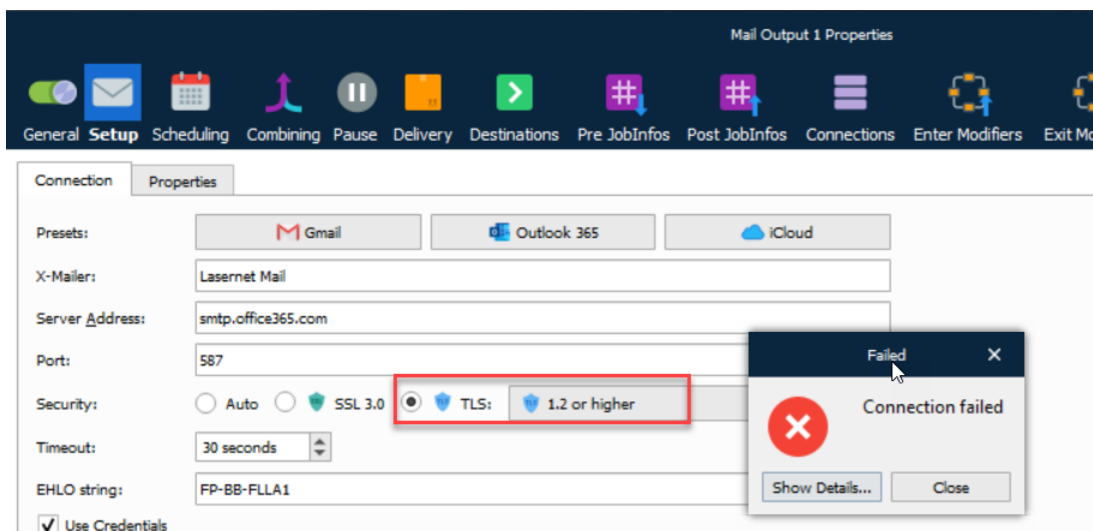 Mail Output 1 Properties
General Setup Scheduling Combining Pause Delivery Destinations Pre JobInfos Post JobInfos Connections Enter Modifiers Exit Mo
Connection Properties
Presets: Gmail Outlook 365 iCloud
X-Mailer: Lasernet Mail
Server Address: smtp.office365.com
Port: 587
Failed
Security: Auto SSL 3.0 TLS: 1.2 or higher
Connection failed
Timeout: 30 seconds
EHLO string: FP-BB-FLLA1
Show Details... Close
Use Credentials